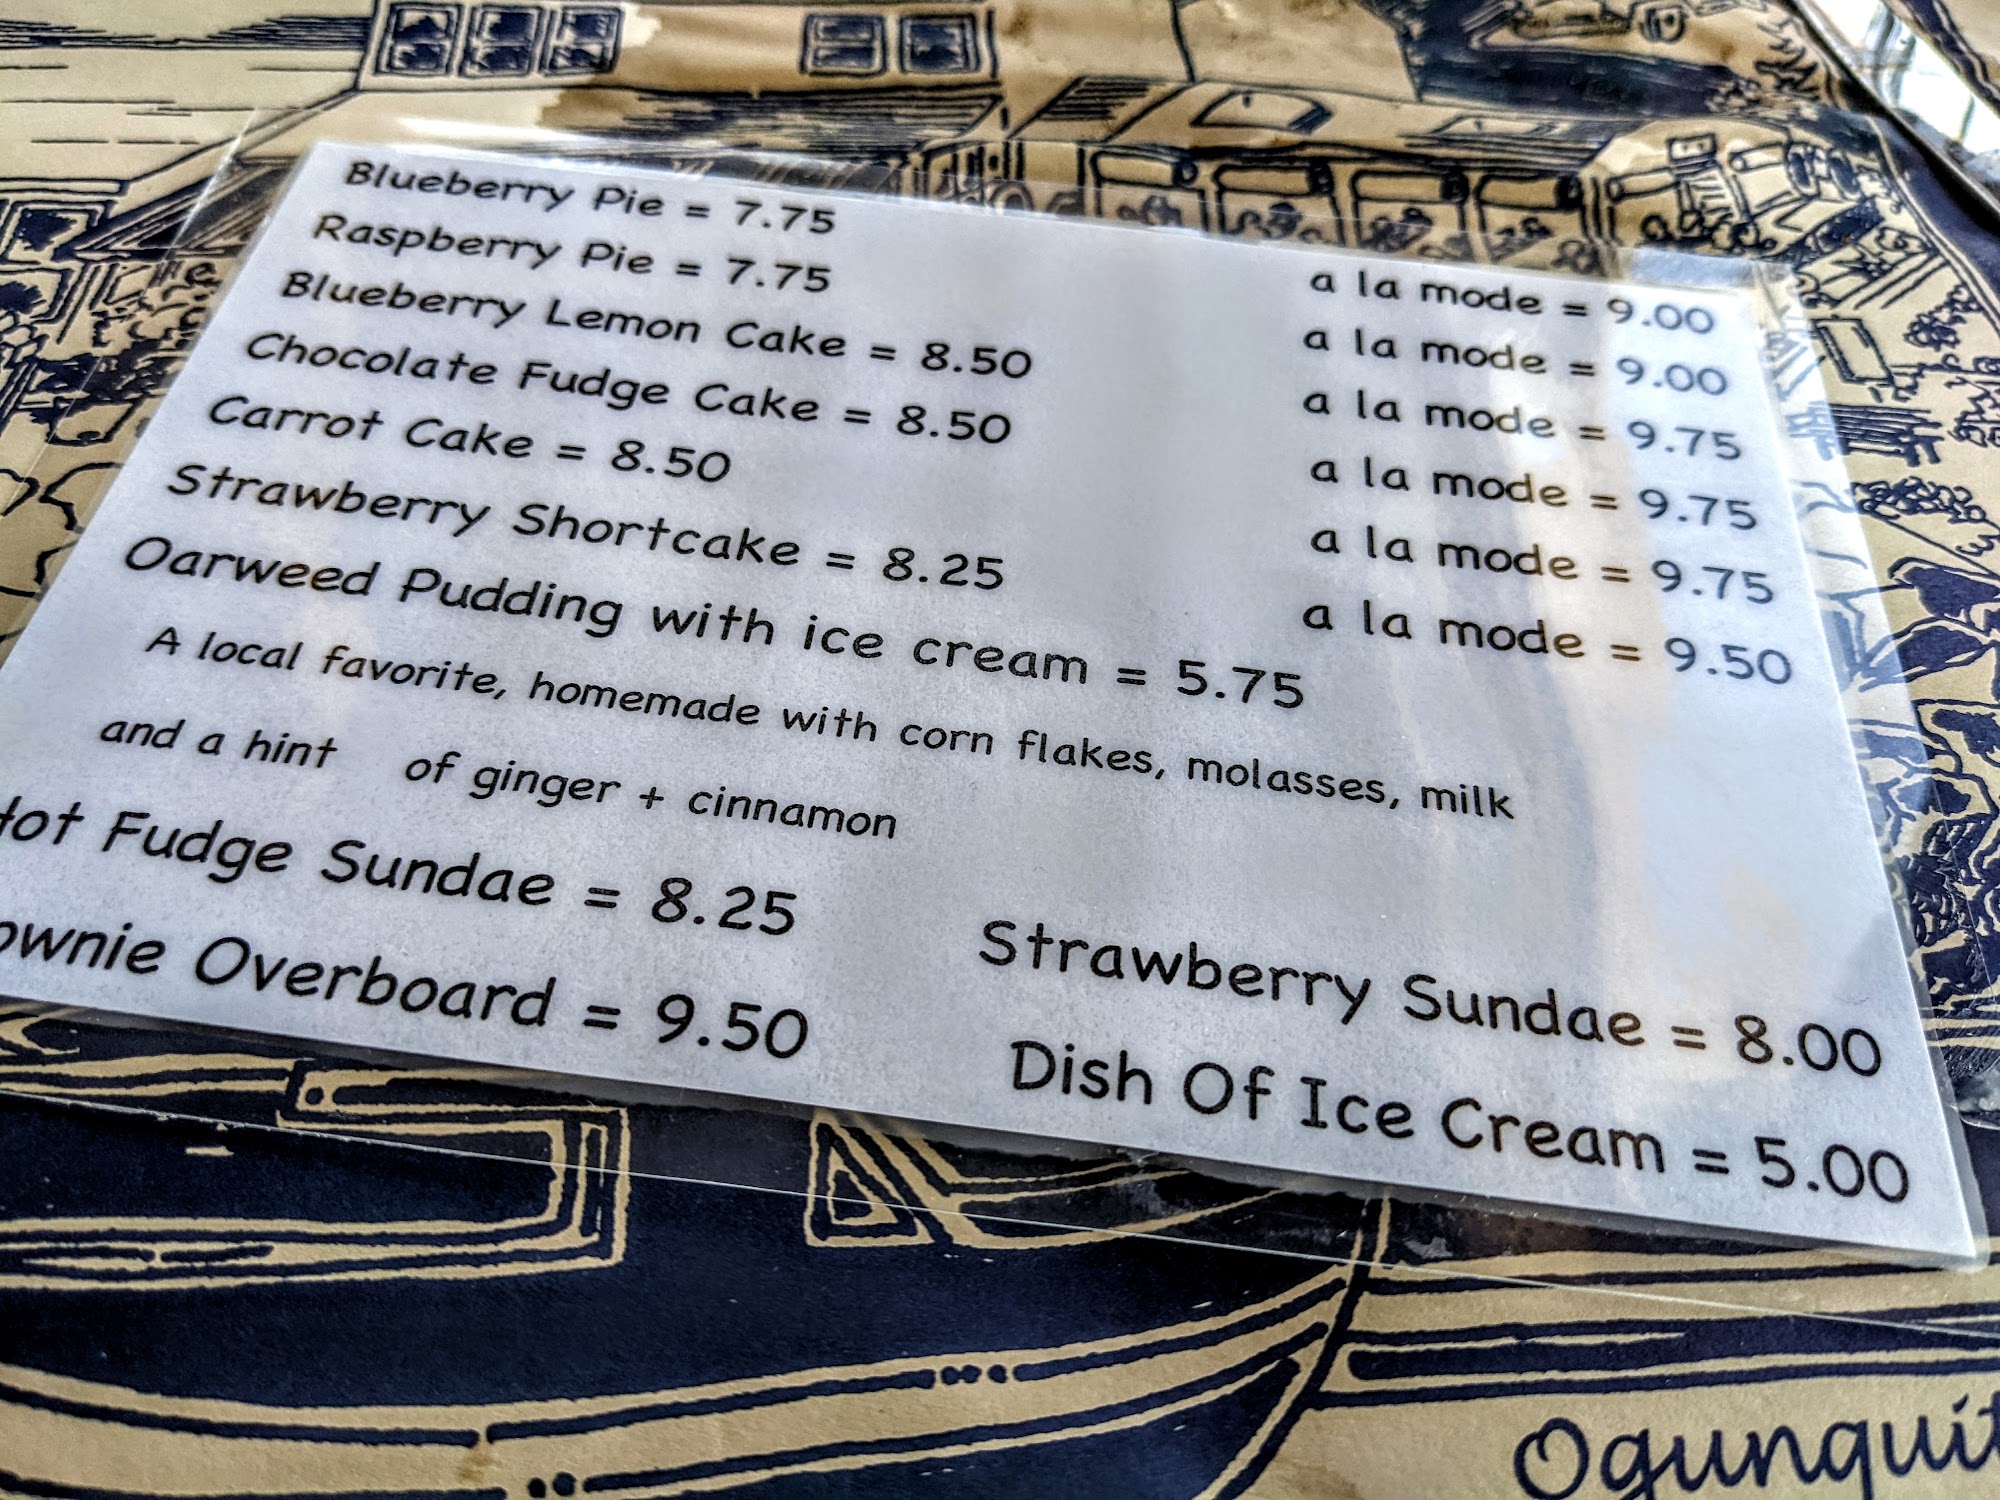 Blueberry Pie = 7.75 a la mode = 9.00
Raspberry Pie = 7.75 a la mode = 9.00
Blueberry Lemon Cake = 8.50 a la mode = 9.75
Chocolate Fudge Cake = 8.50 a la mode = 9.75
Carrot Cake = 8.50 a la mode = 9.75
Strawberry Shortcake = 8.25 a la mode = 9.50
Oarweed Pudding with ice cream = 5.75
A local favorite, homemade with corn flakes, molasses, milk
and a hint of ginger + cinnamon
Hot Fudge Sundae = 8.25 Strawberry Sundae = 8.00
ownie Overboard = 9.50 Dish Of Ice Cream = 5.00
Ogunquit